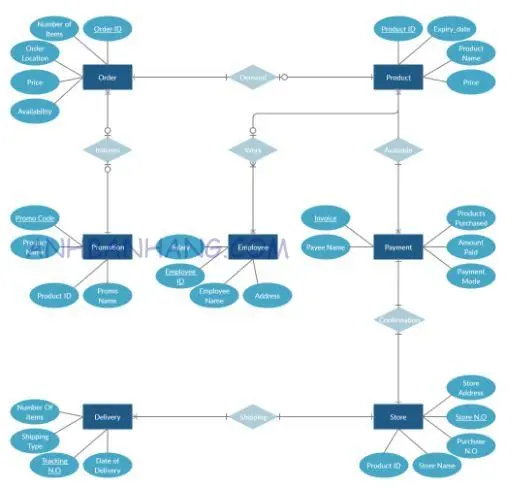 Number of
Items
Order ID
Order
Location
Price
Availability
Order
Demand
Product ID
Expiry_date
Product
Name
Price
Product
Initiates
Work
Available
Promo Code
Product
Name
Promotion
Product ID
Promo
Name
Salary
Employee
ID
Employee
Employee
Name
Address
Invoice
Payee Name
Payment
Products
Purchased
Amount
Paid
Payment
Mode
ANHDANHANG.COM
Confirmation
Number Of
Items
Shipping
Type
Tracking
N.O
Date of
Delivery
Delivery
Shipping
Store
Store
Address
Store N.O
Purchase
N.O
Product ID
Store Name